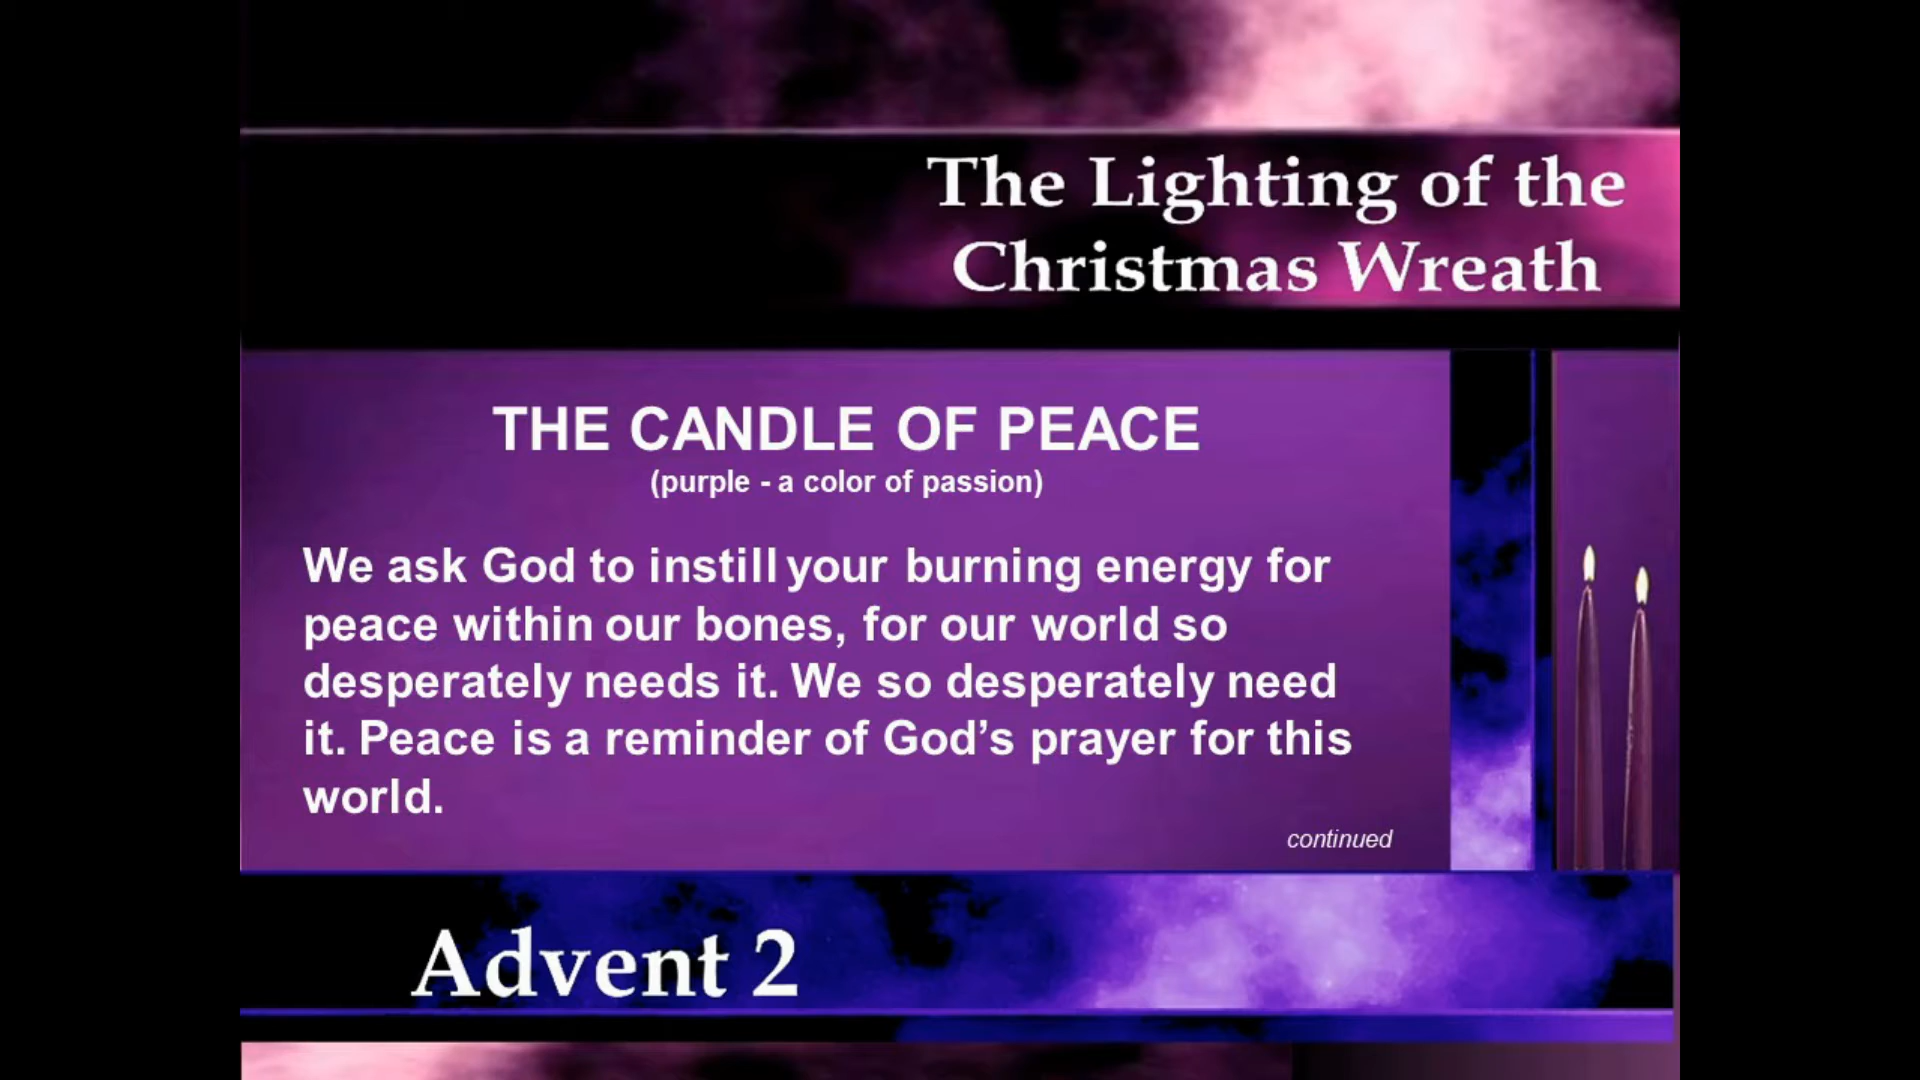 The Lighting of the
Christmas Wreath
THE CANDLE OF PEACE
(purple - a color of passion)
We ask God to instill your burning energy for
peace within our bones, for our world so
desperately needs it. We so desperately need
it. Peace is a reminder of God’s prayer for this
world.
continued
Advent 2